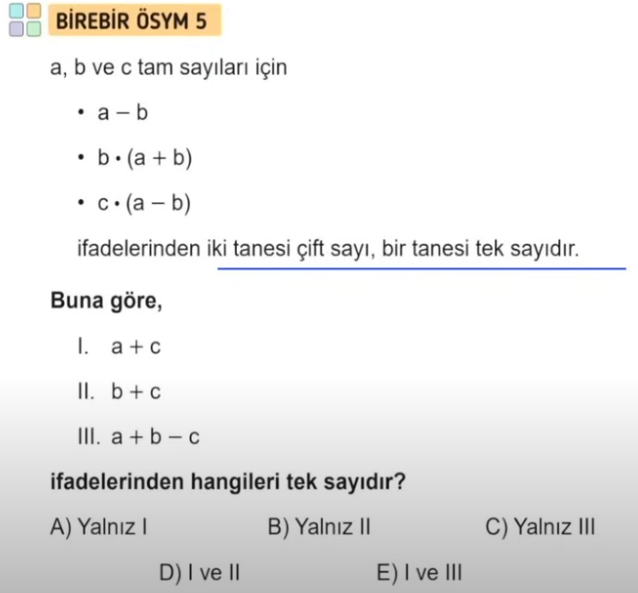 BİREBİR ÖSYM 5
a, b ve c tam sayıları için
• a – b
• b • (a + b)
• c • (a – b)
ifadelerinden iki tanesi çift sayı, bir tanesi tek sayıdır.
Buna göre,
I. a + c
II. b + c
III. a + b – c
ifadelerinden hangileri tek sayıdır?
A) Yalnız I B) Yalnız II C) Yalnız III
D) I ve II E) I ve III